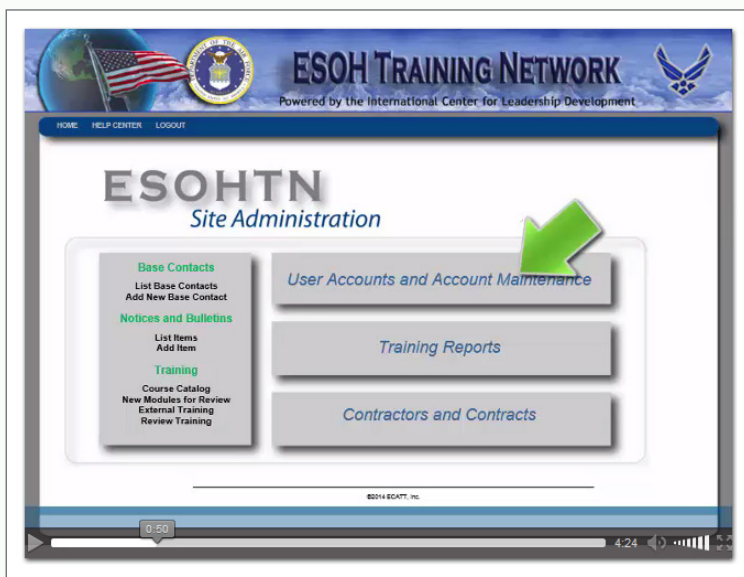 ESOH TRAINING NETWORK
Powered by the International Center for Leadership Development
HOME HELP CENTER LOGOUT
ESOHTN
Site Administration
Base Contacts
List Base Contacts
Add New Base Contact
Notices and Bulletins
List Items
Add Item
Training
Course Catalog
New Modules for Review
External Training
Review Training
User Accounts and Account Maintenance
Training Reports
Contractors and Contracts
©2014 ECATT, Inc.
0:50
4:24